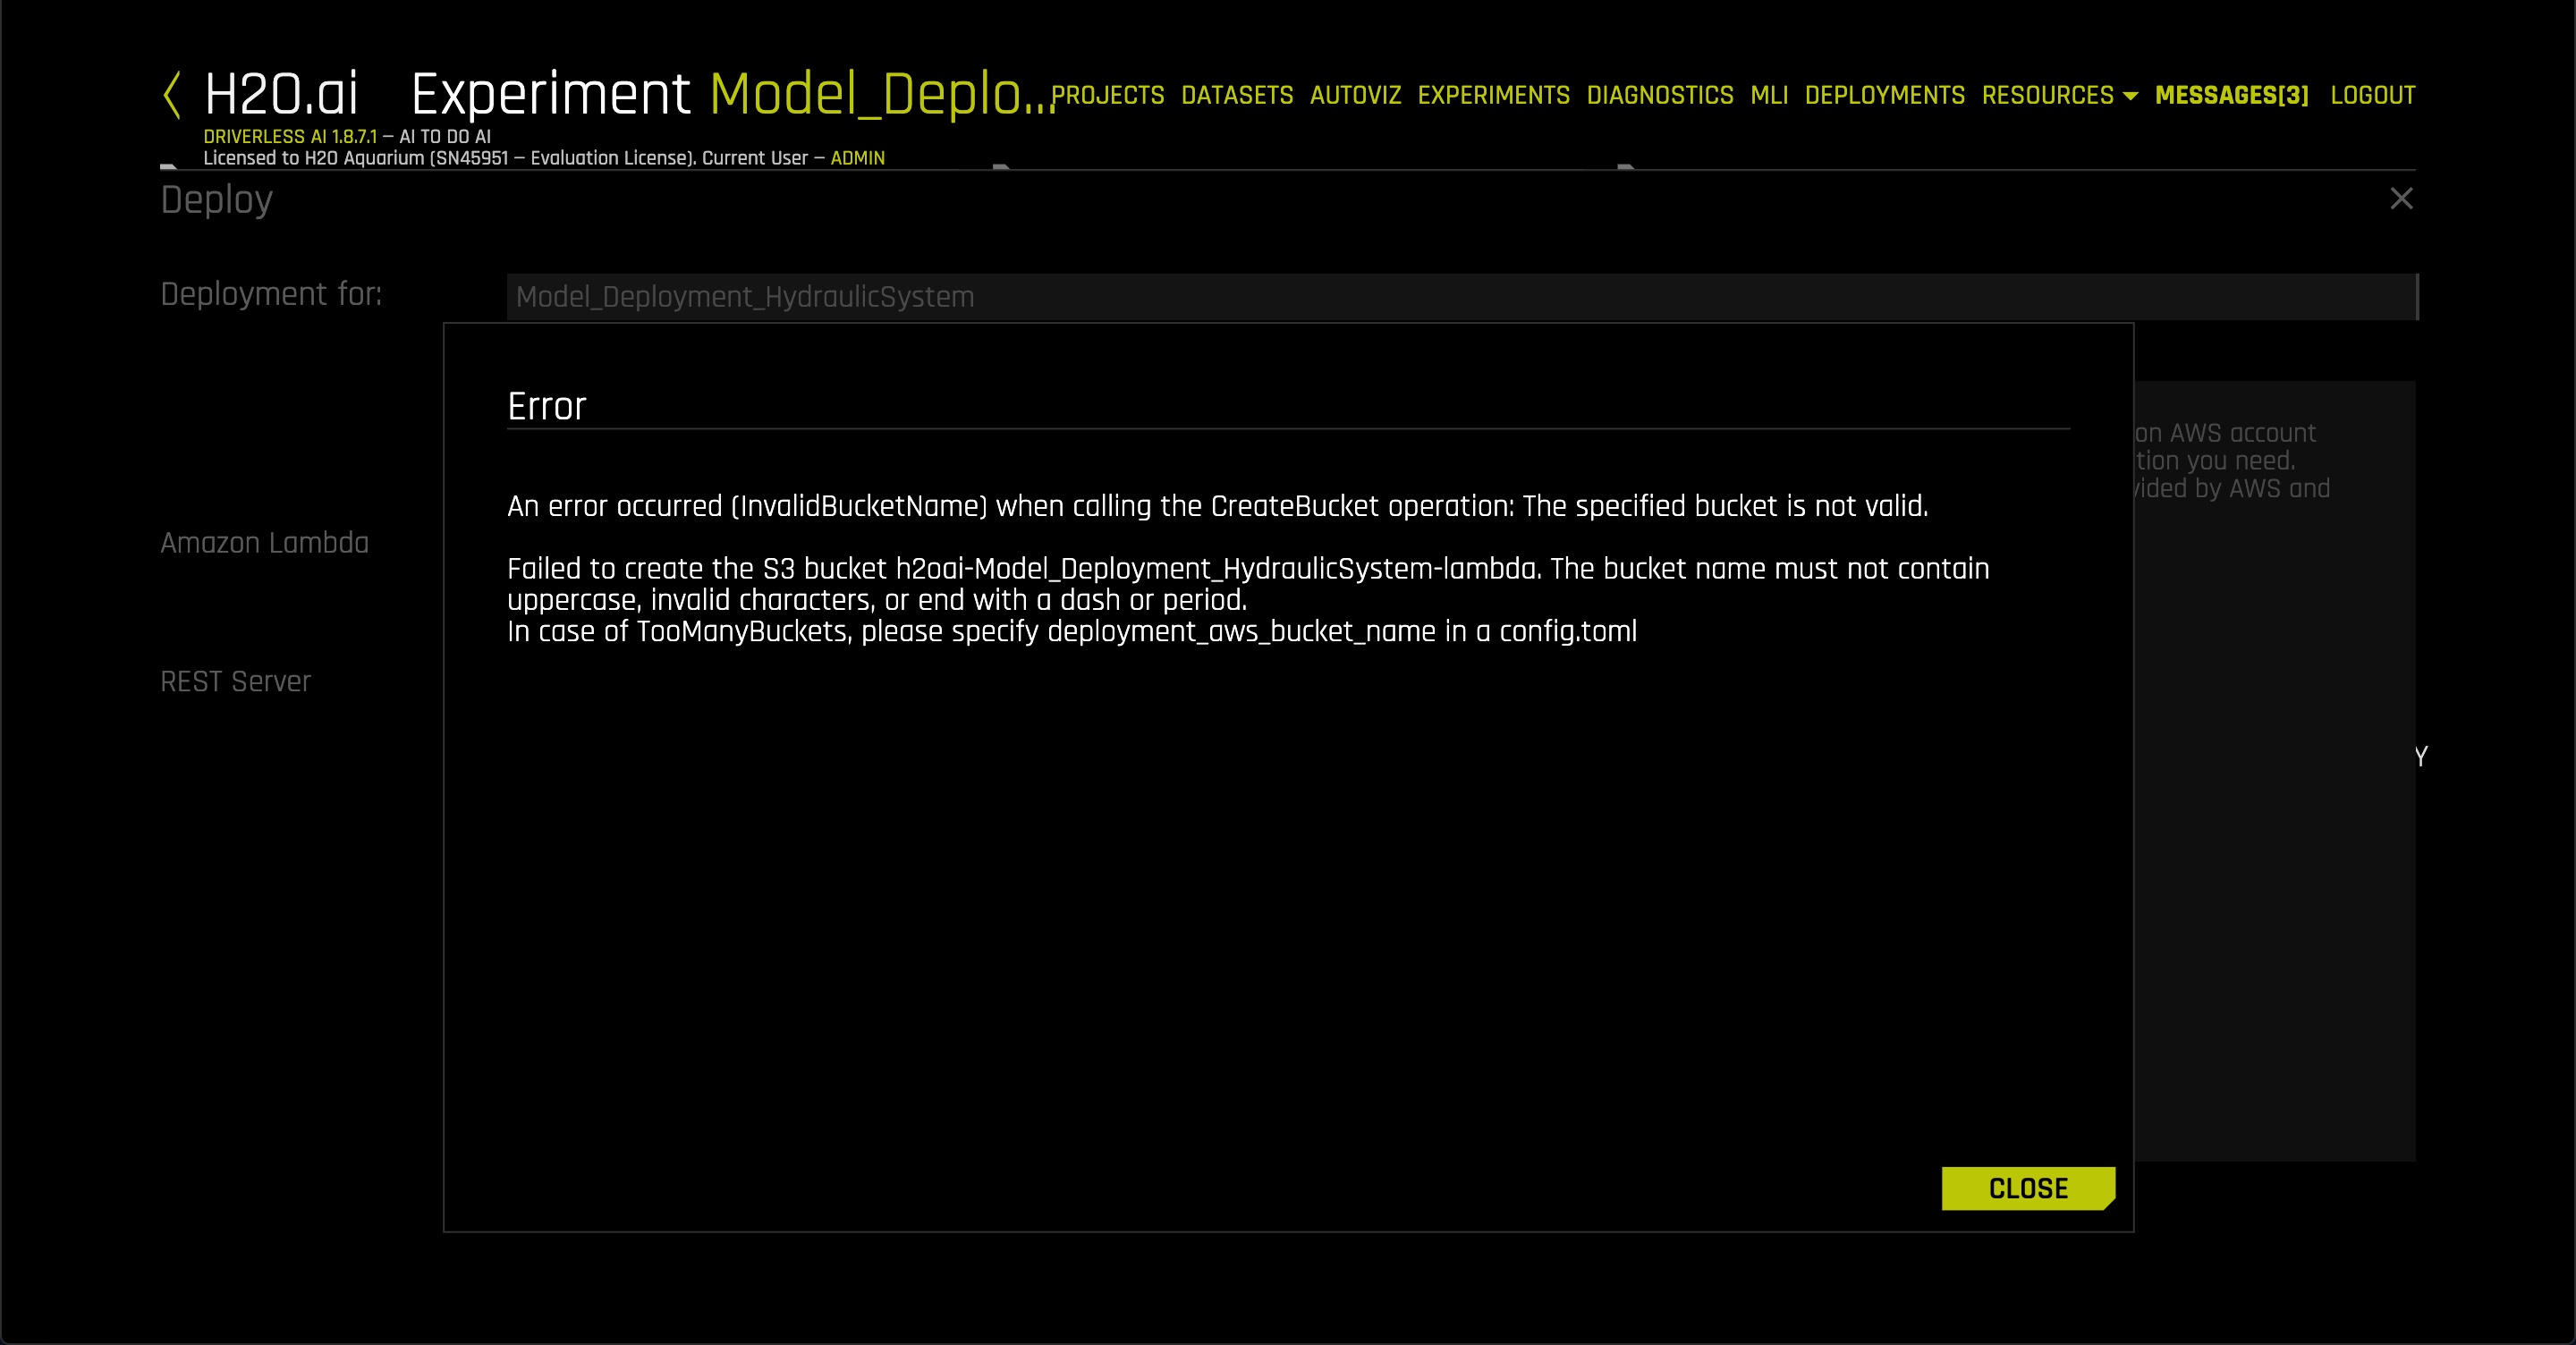 H2O.ai Experiment Model_Deplo...
PROJECTS DATASETS AUTOVIZ EXPERIMENTS DIAGNOSTICS MLI DEPLOYMENTS RESOURCES MESSAGES[3] LOGOUT
DRIVERLESS AI 1.8.7.1 – AI TO DO AI
Licensed to H2O Aquarium (SN45951 – Evaluation License). Current User – ADMIN
Deploy
Deployment for:
Model_Deployment_HydraulicSystem
Error
on AWS account
tion you need.
vided by AWS and
An error occurred (InvalidBucketName) when calling the CreateBucket operation: The specified bucket is not valid.
Amazon Lambda
Failed to create the S3 bucket h2oai-Model_Deployment_HydraulicSystem-lambda. The bucket name must not contain
uppercase, invalid characters, or end with a dash or period.
In case of TooManyBuckets, please specify deployment_aws_bucket_name in a config.toml
REST Server
Y
CLOSE